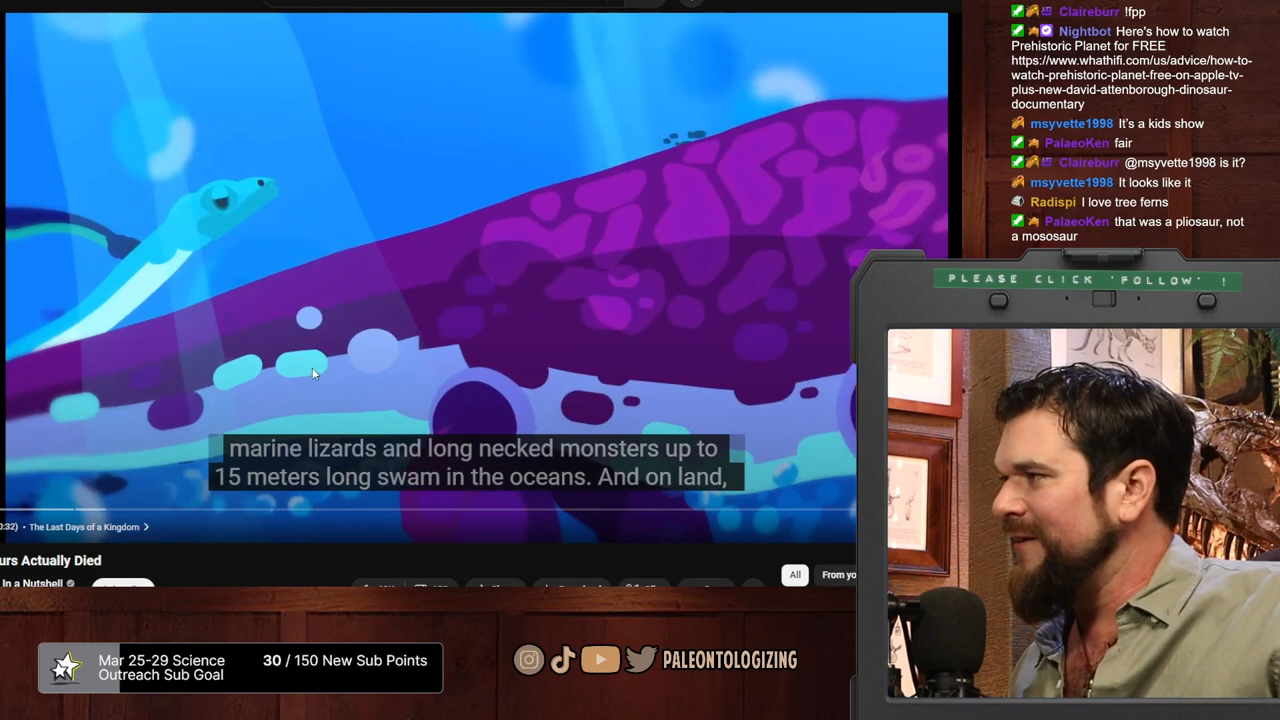 Claireburr !fpp
Nightbot Here's how to watch
Prehistoric Planet for FREE
https://www.whathifi.com/us/advice/how-to-
watch-prehistoric-planet-free-on-apple-tv-
plus-new-david-attenborough-dinosaur-
documentary
msyvette1998 It's a kids show
PalaeoKen fair
Claireburr @msyvette1998 is it?
msyvette1998 It looks like it
Radispi I love tree ferns
PalaeoKen that was a pliosaur, not
a mososaur
PLEASE CLICK 'FOLLOW' !
marine lizards and long necked monsters up to
15 meters long swam in the oceans. And on land,
0:32) • The Last Days of a Kingdom
urs Actually Died
In a Nutshell
All
From yo
Mar 25-29 Science
Outreach Sub Goal
30 / 150 New Sub Points
PALEONTOLOGIZING